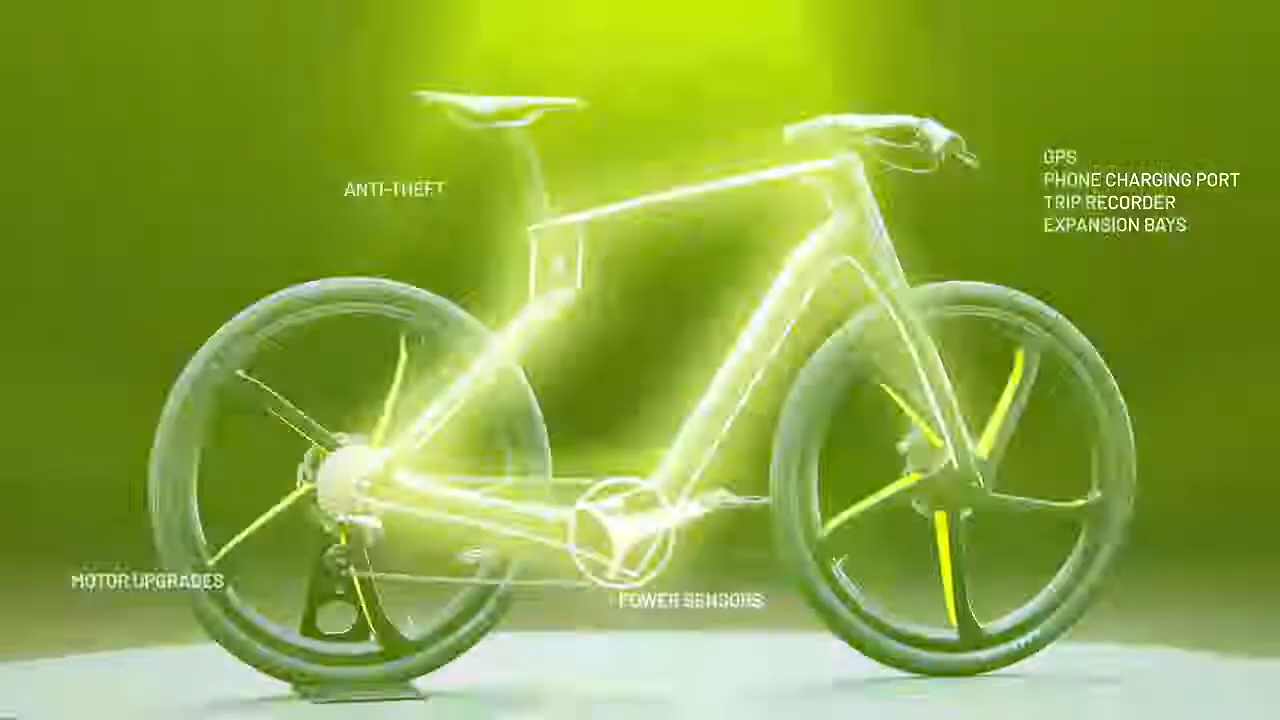 GPS
PHONE CHARGING PORT
TRIP RECORDER
EXPANSION BAYS
ANTI-THEFT
MOTOR UPGRADES
POWER SENSORS